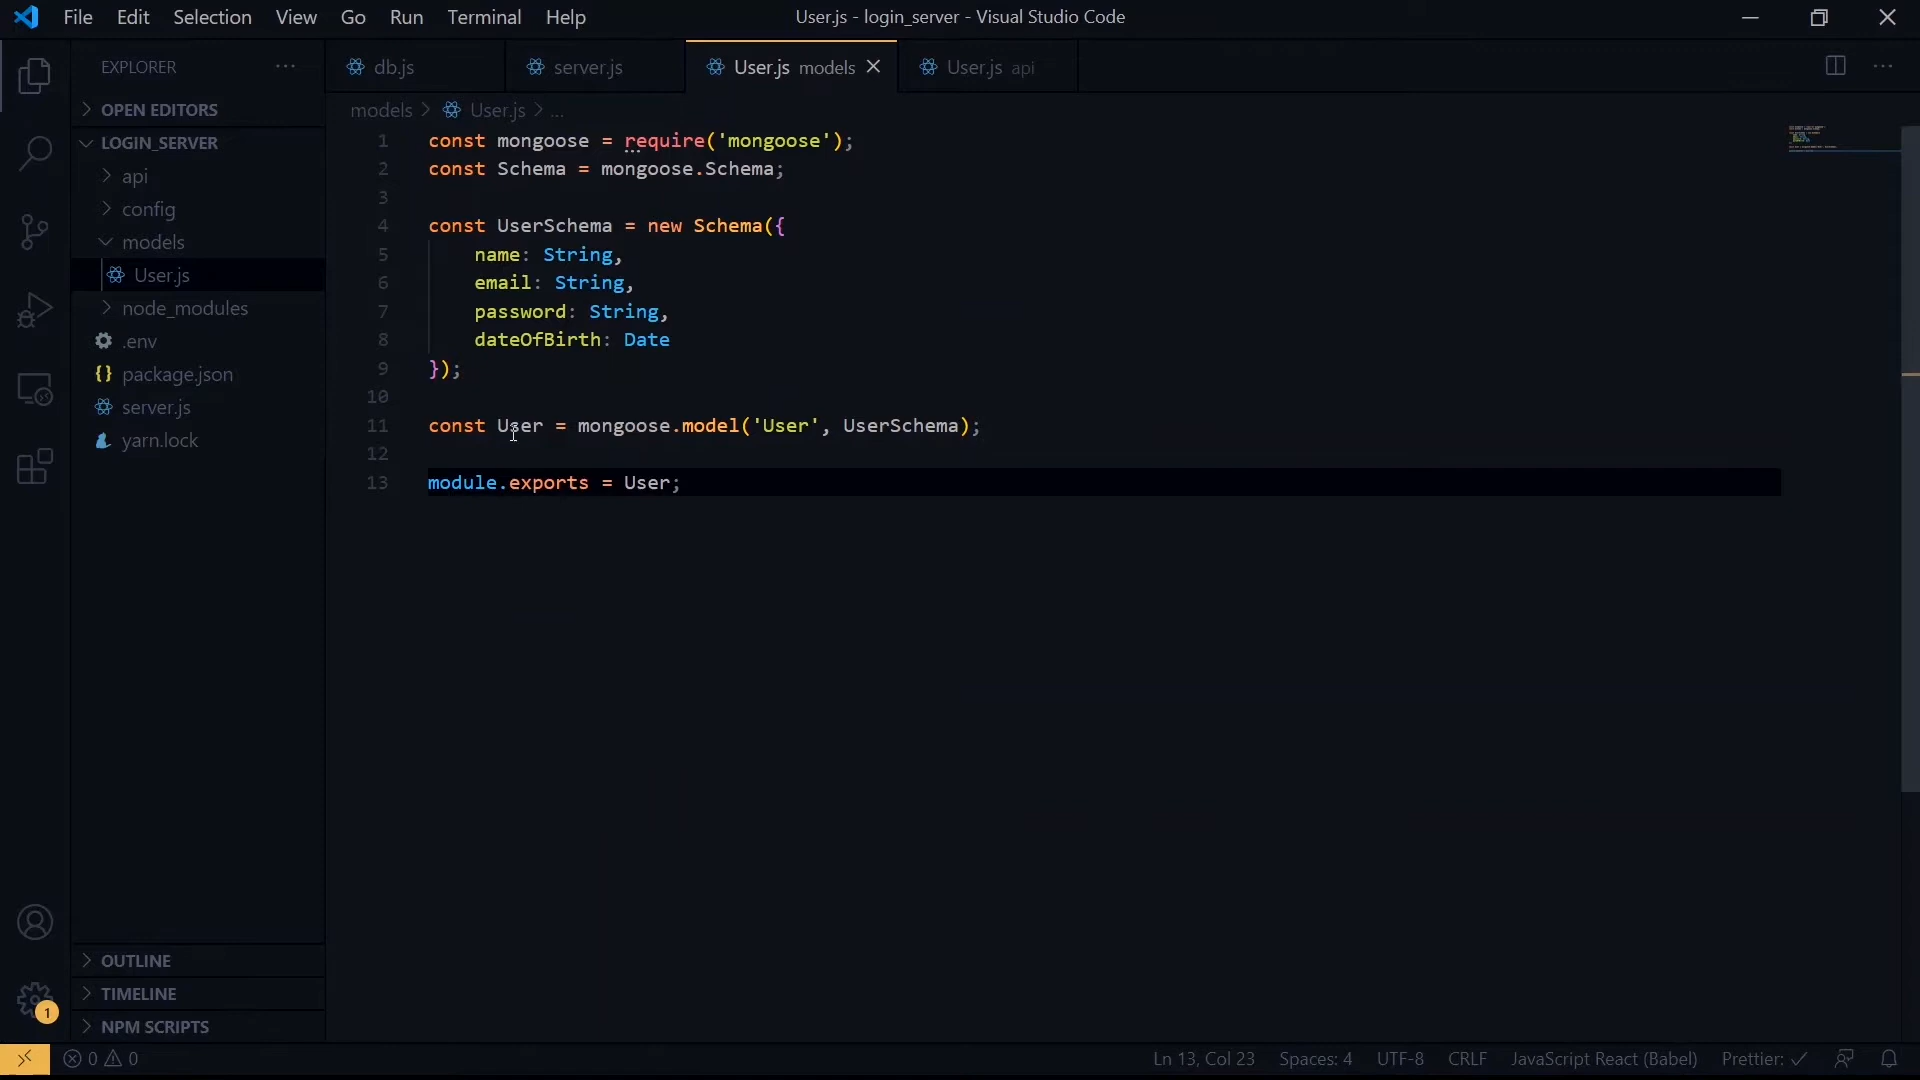 File Edit Selection View Go Run Terminal Help User.js - login_server - Visual Studio Code
EXPLORER ...
db.js server.js User.js models User.js api ...
OPEN EDITORS
LOGIN_SERVER
api
config
models
User.js
node_modules
.env
package.json
server.js
yarn.lock
OUTLINE
TIMELINE
NPM SCRIPTS
1
models > User.js > ...
1 const mongoose = require('mongoose');
2 const Schema = mongoose.Schema;
3
4 const UserSchema = new Schema({
5 name: String,
6 email: String,
7 password: String,
8 dateOfBirth: Date
9 });
10
11 const User = mongoose.model('User', UserSchema);
12
13 module.exports = User;
0 0 Ln 13, Col 23 Spaces: 4 UTF-8 CRLF JavaScript React (Babel) Prettier: ✓